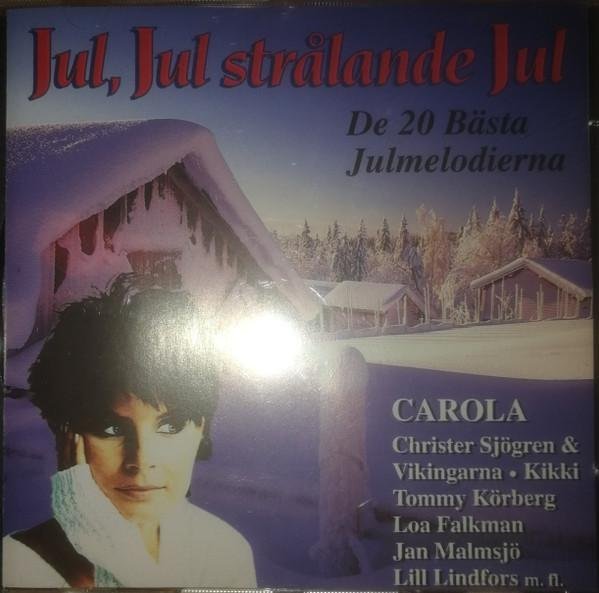 Jul, Jul strålande Jul
De 20 Bästa
Julmelodierna
CAROLA
Christer Sjögren &
Vikingarna • Kikki
Tommy Körberg
Loa Falkman
Jan Malmsjö
Lill Lindfors m. fl.